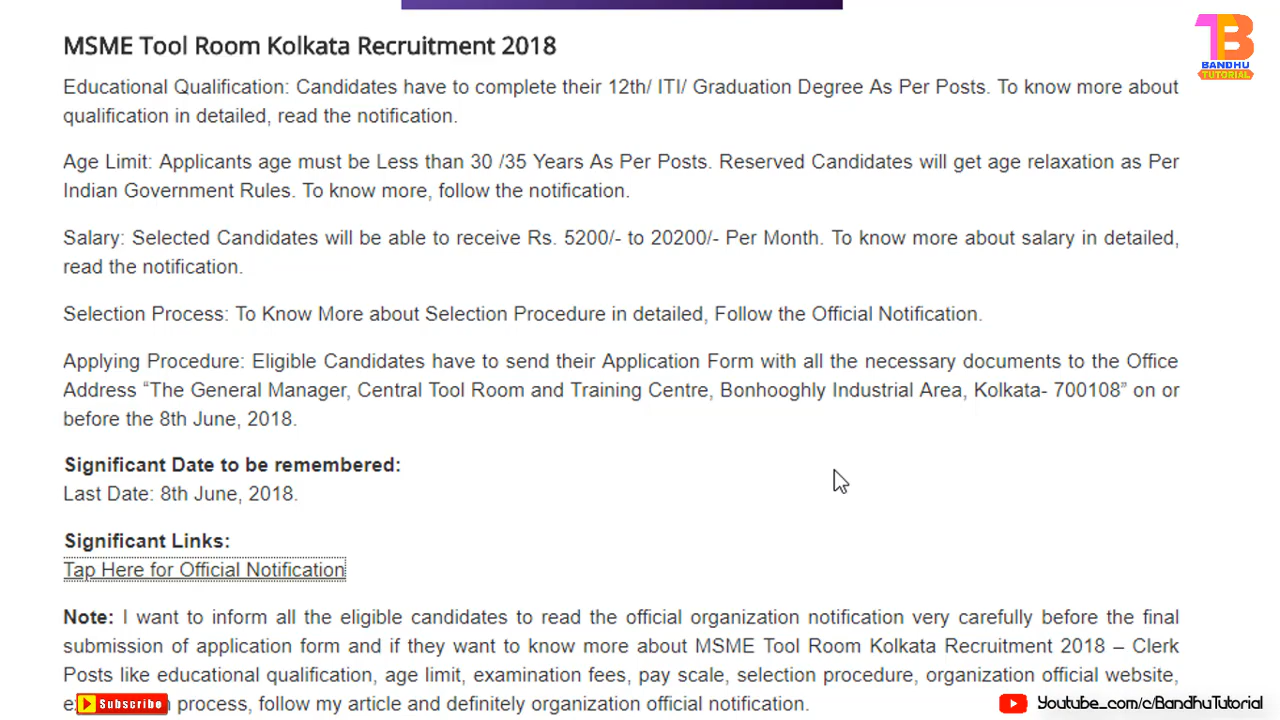 MSME Tool Room Kolkata Recruitment 2018
TB
BANDHU
TUTORIAL
Educational Qualification: Candidates have to complete their 12th/ ITI/ Graduation Degree As Per Posts. To know more about
qualification in detailed, read the notification.
Age Limit: Applicants age must be Less than 30 /35 Years As Per Posts. Reserved Candidates will get age relaxation as Per
Indian Government Rules. To know more, follow the notification.
Salary: Selected Candidates will be able to receive Rs. 5200/- to 20200/- Per Month. To know more about salary in detailed,
read the notification.
Selection Process: To Know More about Selection Procedure in detailed, Follow the Official Notification.
Applying Procedure: Eligible Candidates have to send their Application Form with all the necessary documents to the Office
Address “The General Manager, Central Tool Room and Training Centre, Bonhooghly Industrial Area, Kolkata- 700108” on or
before the 8th June, 2018.
Significant Date to be remembered:
Last Date: 8th June, 2018.
Significant Links:
Tap Here for Official Notification
Note: I want to inform all the eligible candidates to read the official organization notification very carefully before the final
submission of application form and if they want to know more about MSME Tool Room Kolkata Recruitment 2018 – Clerk
Posts like educational qualification, age limit, examination fees, pay scale, selection procedure, organization official website,
process, follow my article and definitely organization official notification.
Subscribe
Youtube_com/c/BandhuTutorial